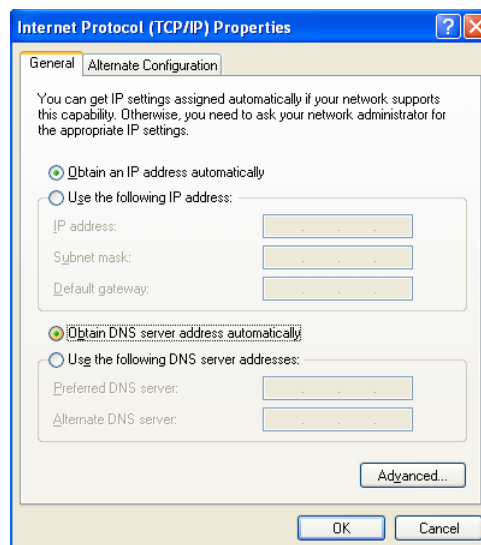 Internet Protocol (TCP/IP) Properties
General
Alternate Configuration
You can get IP settings assigned automatically if your network supports
this capability. Otherwise, you need to ask your network administrator for
the appropriate IP settings.
Obtain an IP address automatically
Use the following IP address:
IP address:
Subnet mask:
Default gateway:
Obtain DNS server address automatically
Use the following DNS server addresses:
Preferred DNS server:
Alternate DNS server:
Advanced...
OK
Cancel